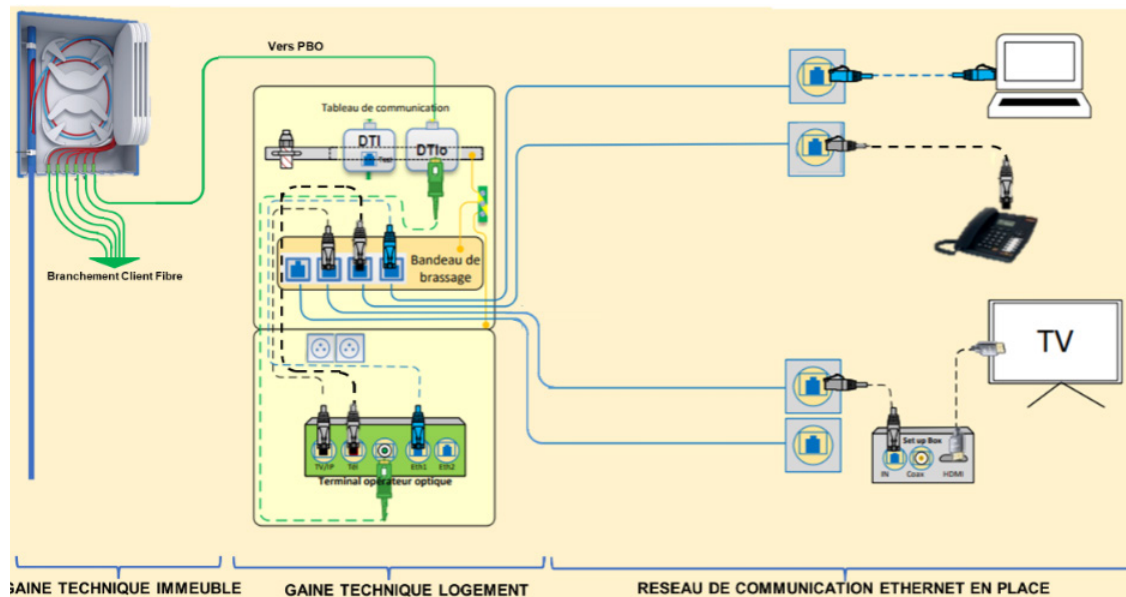 Vers PBO
Tableau de communication
DTI
Test
DTIo
Bandeau de
brassage
Branchement Client Fibre
TV
TV/IP
Tél
Eth1
Eth2
Terminal opérateur optique
Set up Box
IN
Coax
HDMI
GAINE TECHNIQUE IMMEUBLE
GAINE TECHNIQUE LOGEMENT
RESEAU DE COMMUNICATION ETHERNET EN PLACE